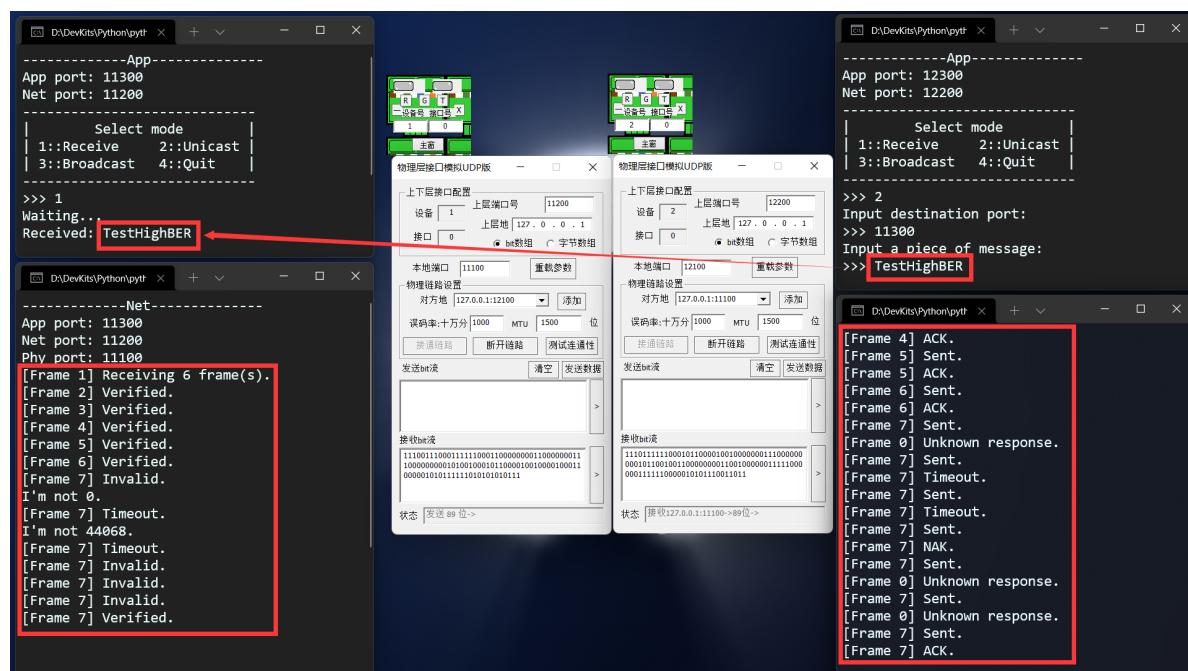 D:\DevKits\Python\pyth
-------------App--------------
App port: 11300
Net port: 11200
------------------------------
|        Select mode         |
| 1::Receive     2::Unicast  |
| 3::Broadcast   4::Quit     |
------------------------------
>>> 1
Waiting...
Received: TestHighBER
D:\DevKits\Python\pyth
-------------Net--------------
App port: 11300
Net port: 11200
Phy port: 11100
[Frame 1] Receiving 6 frame(s).
[Frame 2] Verified.
[Frame 3] Verified.
[Frame 4] Verified.
[Frame 5] Verified.
[Frame 6] Verified.
[Frame 7] Invalid.
I'm not 0.
[Frame 7] Timeout.
I'm not 44068.
[Frame 7] Timeout.
[Frame 7] Invalid.
[Frame 7] Invalid.
[Frame 7] Invalid.
[Frame 7] Verified.
R G T
设备号 接口号 X
1 0
主窗
物理层接口模拟UDP版
上下层接口配置
设备 1 上层端口号 11200
上层地 127 . 0 . 0 . 1
接口 0 bit数组 字节数组
本地端口 11100 重载参数
物理链路设置
对方地 127.0.0.1:12100 添加
误码率:十万分 1000 MTU 1500 位
接通链路 断开链路 测试连通性
发送bit流 清空 发送数据
>
接收bit流
>
状态 发送 89 位->
R G T
设备号 接口号 X
2 0
主窗
物理层接口模拟UDP版
上下层接口配置
设备 2 上层端口号 12200
上层地 127 . 0 . 0 . 1
接口 0 bit数组 字节数组
本地端口 12100 重载参数
物理链路设置
对方地 127.0.0.1:11100 添加
误码率:十万分 1000 MTU 1500 位
接通链路 断开链路 测试连通性
发送bit流 清空 发送数据
>
接收bit流
>
状态 接收127.0.0.1:11100->89位->
D:\DevKits\Python\pyth
-------------App--------------
App port: 12300
Net port: 12200
------------------------------
|        Select mode         |
| 1::Receive     2::Unicast  |
| 3::Broadcast   4::Quit     |
------------------------------
>>> 2
Input destination port:
>>> 11300
Input a piece of message:
>>> TestHighBER
D:\DevKits\Python\pyth
[Frame 4] ACK.
[Frame 5] Sent.
[Frame 5] ACK.
[Frame 6] Sent.
[Frame 6] ACK.
[Frame 7] Sent.
[Frame 0] Unknown response.
[Frame 7] Sent.
[Frame 7] Timeout.
[Frame 7] Sent.
[Frame 7] Timeout.
[Frame 7] Sent.
[Frame 7] NAK.
[Frame 7] Sent.
[Frame 0] Unknown response.
[Frame 7] Sent.
[Frame 0] Unknown response.
[Frame 7] Sent.
[Frame 7] ACK.